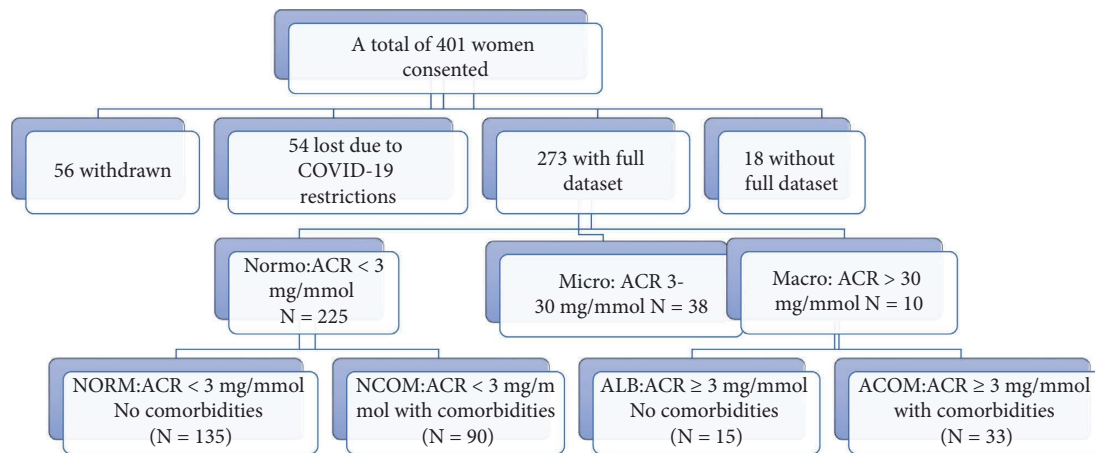 A total of 401 women
consented
56 withdrawn
54 lost due to
COVID-19
restrictions
273 with full
dataset
18 without
full dataset
Normo:ACR < 3
mg/mmol
N = 225
Micro: ACR 3-
30 mg/mmol N = 38
Macro: ACR > 30
mg/mmol N = 10
NORM:ACR < 3 mg/mmol
No comorbidities
(N = 135)
NCOM:ACR < 3 mg/m
mol with comorbidities
(N = 90)
ALB:ACR ≥ 3 mg/mmol
No comorbidities
(N = 15)
ACOM:ACR ≥ 3 mg/mmol
with comorbidities
(N = 33)